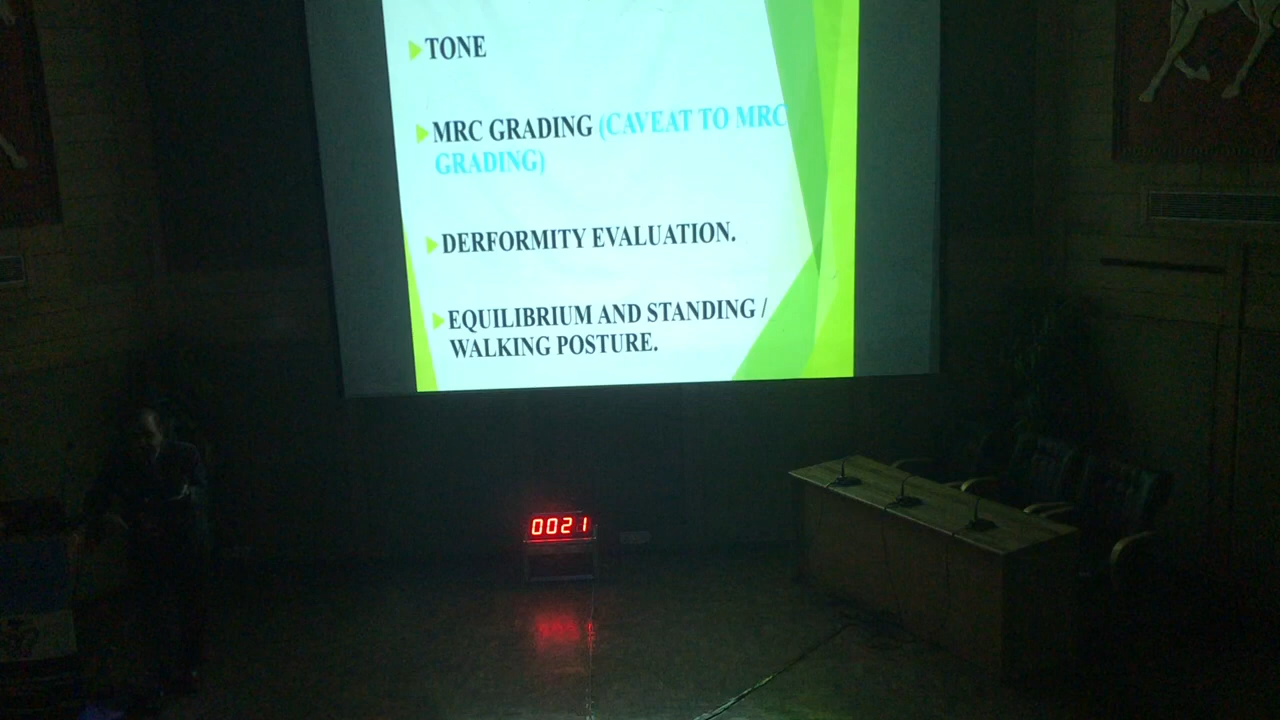 TONE
MRC GRADING (CAVEAT TO MRC
GRADING)
DERFORMITY EVALUATION.
EQUILIBRIUM AND STANDING /
WALKING POSTURE.
0021